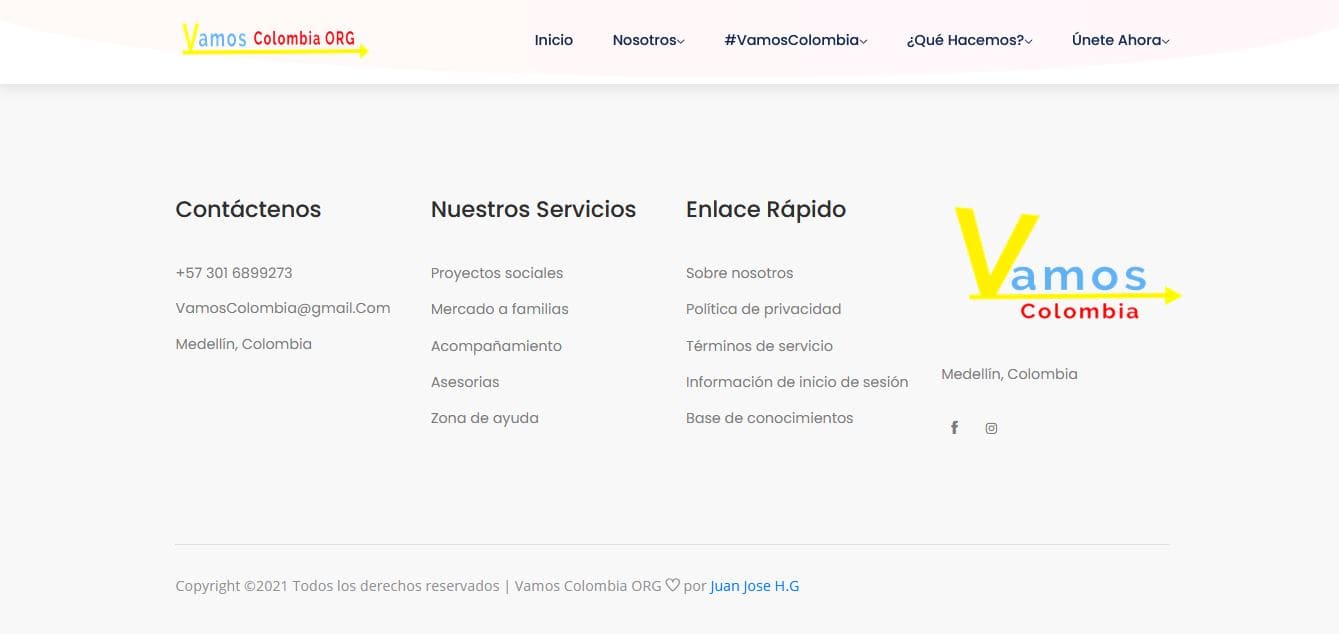 Vamos Colombia ORG
Inicio
Nosotros
#VamosColombia
¿Qué Hacemos?
Únete Ahora
Contáctenos
+57 301 6899273
VamosColombia@gmail.Com
Medellín, Colombia
Nuestros Servicios
Proyectos sociales
Mercado a familias
Acompañamiento
Asesorias
Zona de ayuda
Enlace Rápido
Sobre nosotros
Política de privacidad
Términos de servicio
Información de inicio de sesión
Base de conocimientos
Vamos
Colombia
Medellín, Colombia
Copyright ©2021 Todos los derechos reservados | Vamos Colombia ORG ♡ por Juan Jose H.G